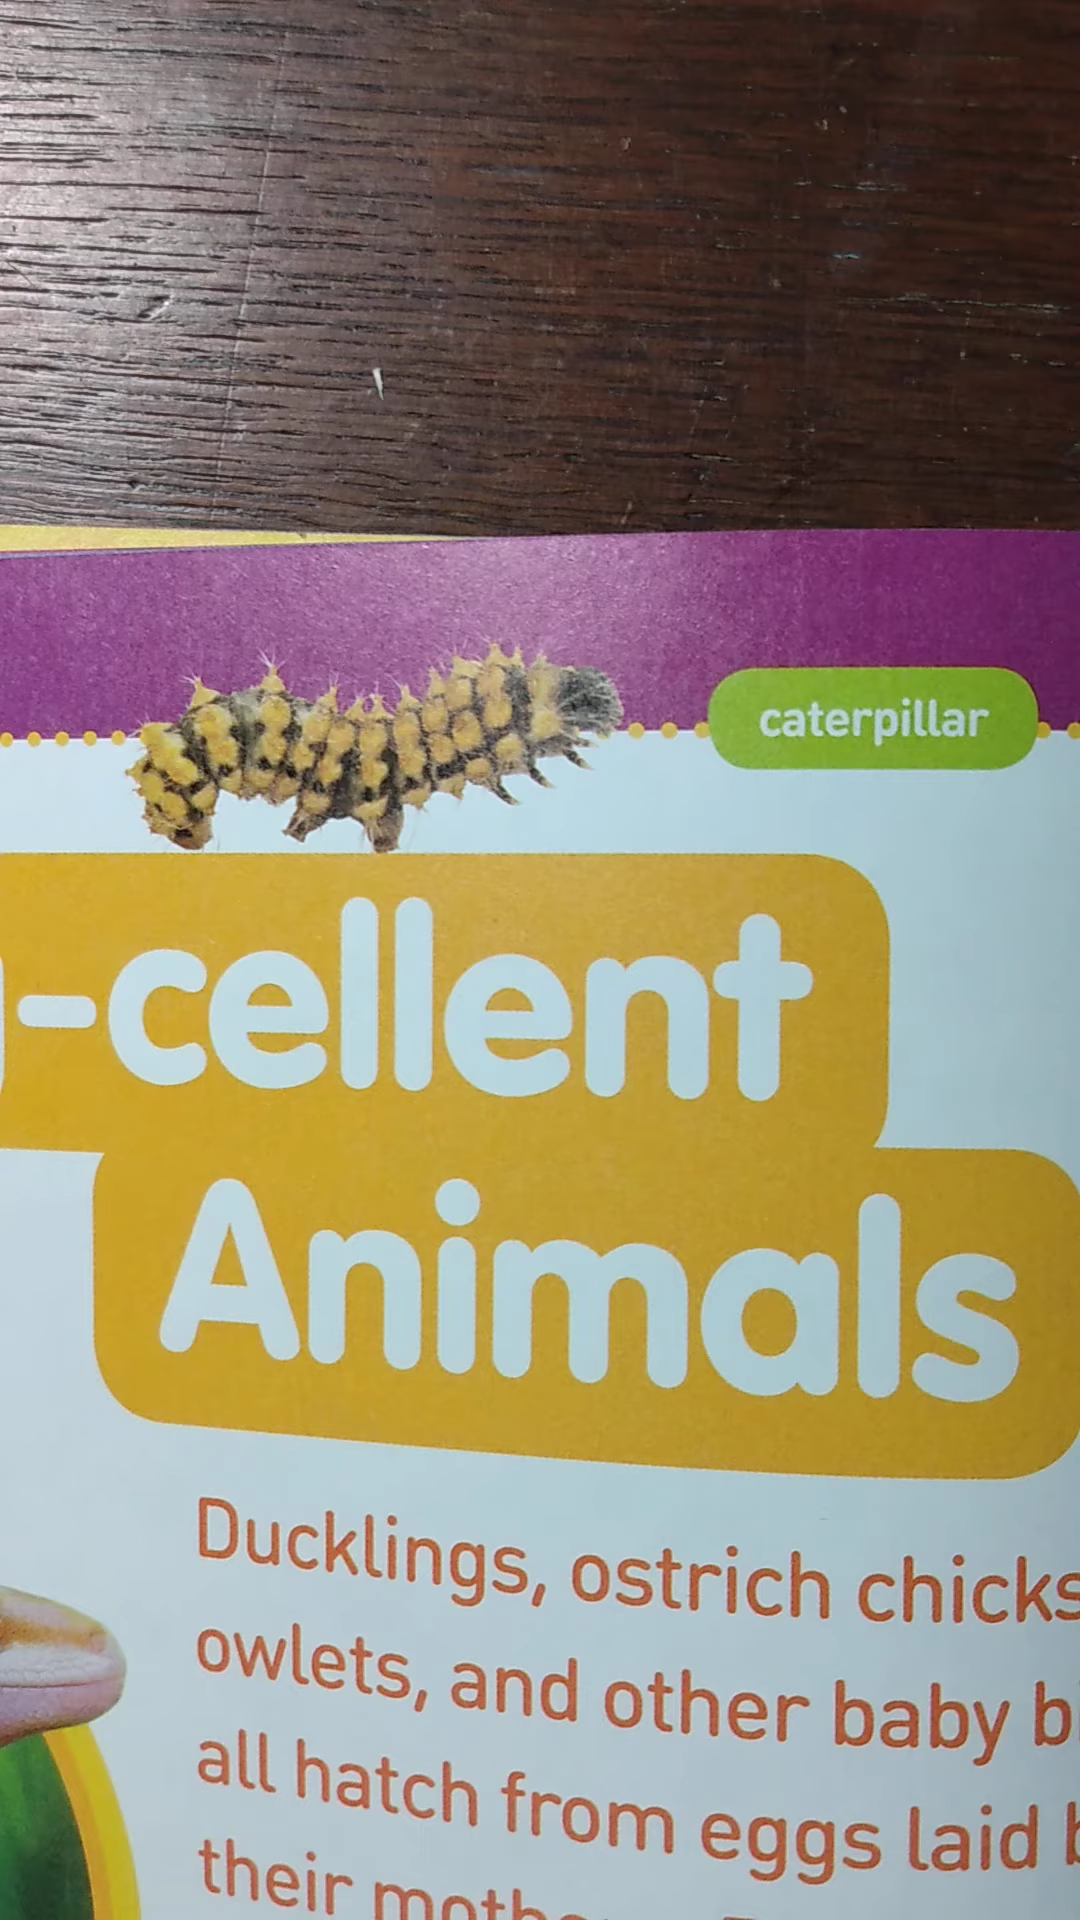 caterpillar
-cellent
Animals
Ducklings, ostrich chicks
owlets, and other baby
all hatch from eggs laid
their